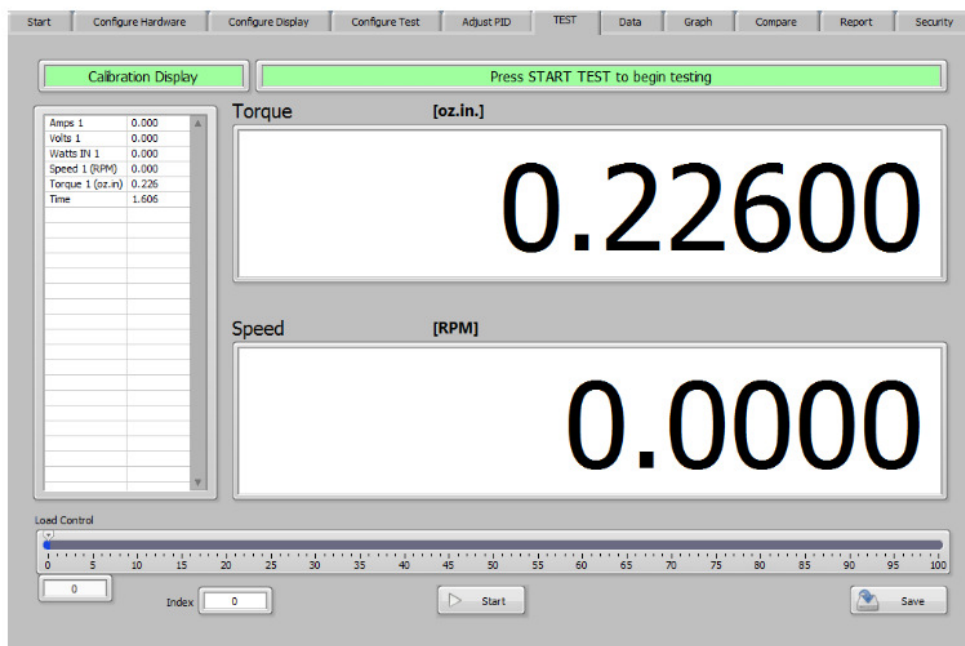 Start Configure Hardware Configure Display Configure Test Adjust PID TEST Data Graph Compare Report Security
Calibration Display Press START TEST to begin testing
Torque [oz.in.]
Amps 1 0.000
Volts 1 0.000
Watts IN 1 0.000
Speed 1 (RPM) 0.000
Torque 1 (oz.in) 0.226
Time 1.606
0.22600
Speed [RPM]
0.0000
Load Control
0 5 10 15 20 25 30 35 40 45 50 55 60 65 70 75 80 85 90 95 100
0
Index 0 Start Save